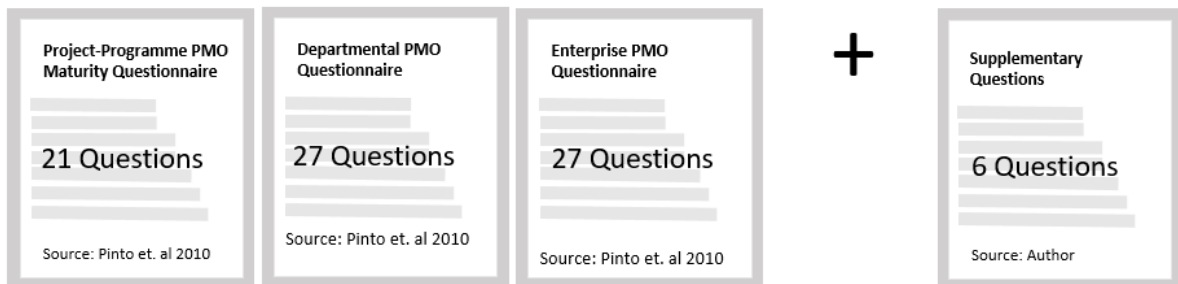 Project-Programme PMO
Maturity Questionnaire
21 Questions
Source: Pinto et. al 2010
Departmental PMO
Questionnaire
27 Questions
Source: Pinto et. al 2010
Enterprise PMO
Questionnaire
27 Questions
Source: Pinto et. al 2010
+
Supplementary
Questions
6 Questions
Source: Author